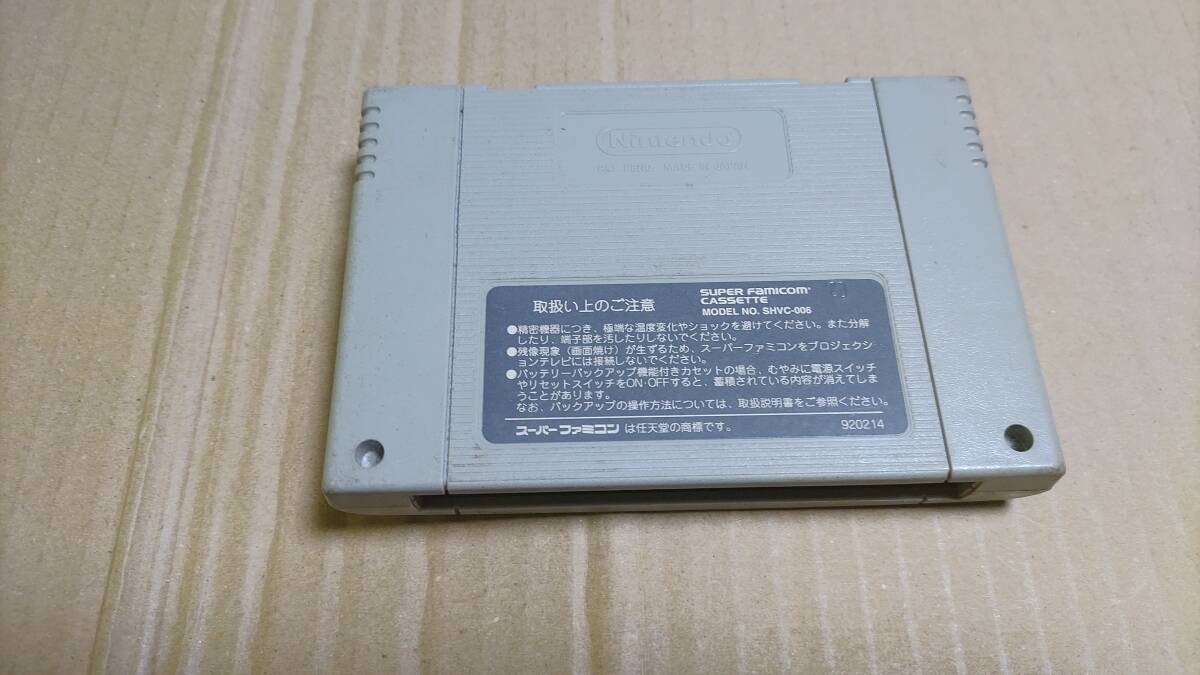 Nintendo
取扱い上のご注意
SUPER FAMICOM
CASSETTE
MODEL NO. SHVC-006
●精密機器につき、極端な温度変化やショックを避けてください。また分解
したり、端子部を汚したりしないでください。
●残像現象（画面焼け）が生ずるため、スーパーファミコンをプロジェクシ
ョンテレビには接続しないでください。
●バッテリーバックアップ機能付きカセットの場合、むやみに電源スイッチ
やリセットスイッチをON・OFFすると、蓄積されている内容が消えてしま
うことがあります。
なお、バックアップの操作方法については、取扱説明書をご参照ください。
スーパーファミコン は任天堂の商標です。
920214